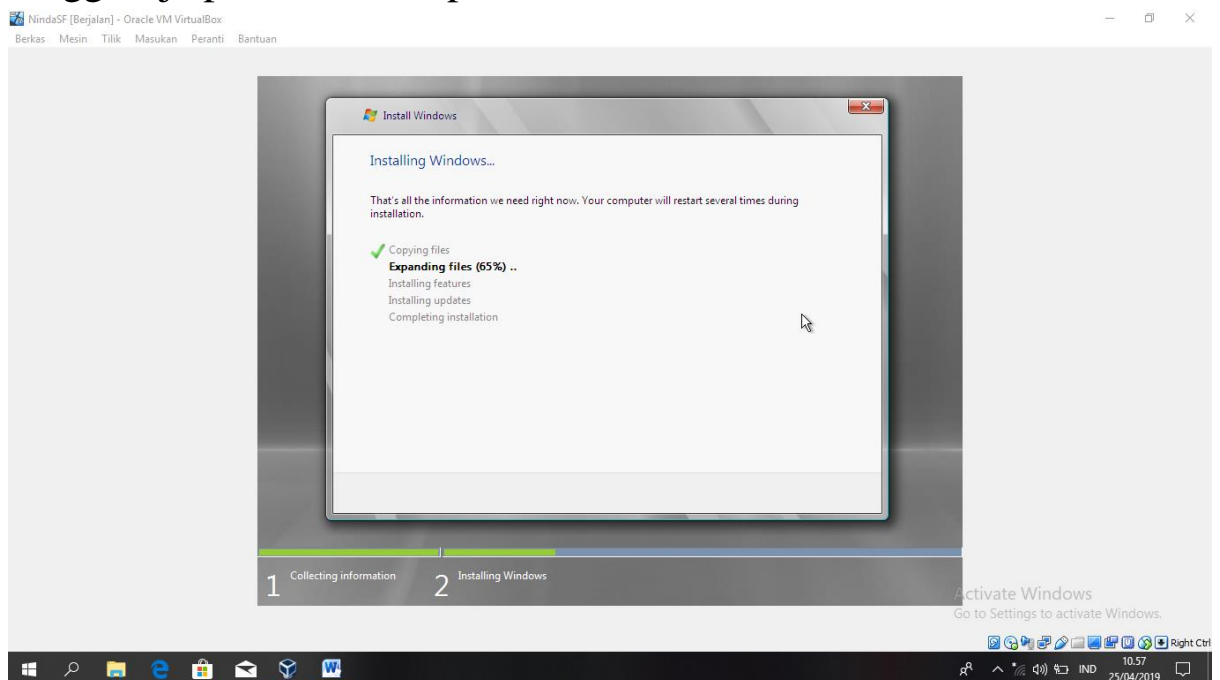 NindaSF [Berjalan] - Oracle VM VirtualBox
Berkas Mesin Tilik Masukan Peranti Bantuan
Install Windows
Installing Windows...
That's all the information we need right now. Your computer will restart several times during
installation.
Copying files
Expanding files (65%) ..
Installing features
Installing updates
Completing installation
1 Collecting information 2 Installing Windows
Activate Windows
Go to Settings to activate Windows.
Right Ctrl
IND 10.57
25/04/2019